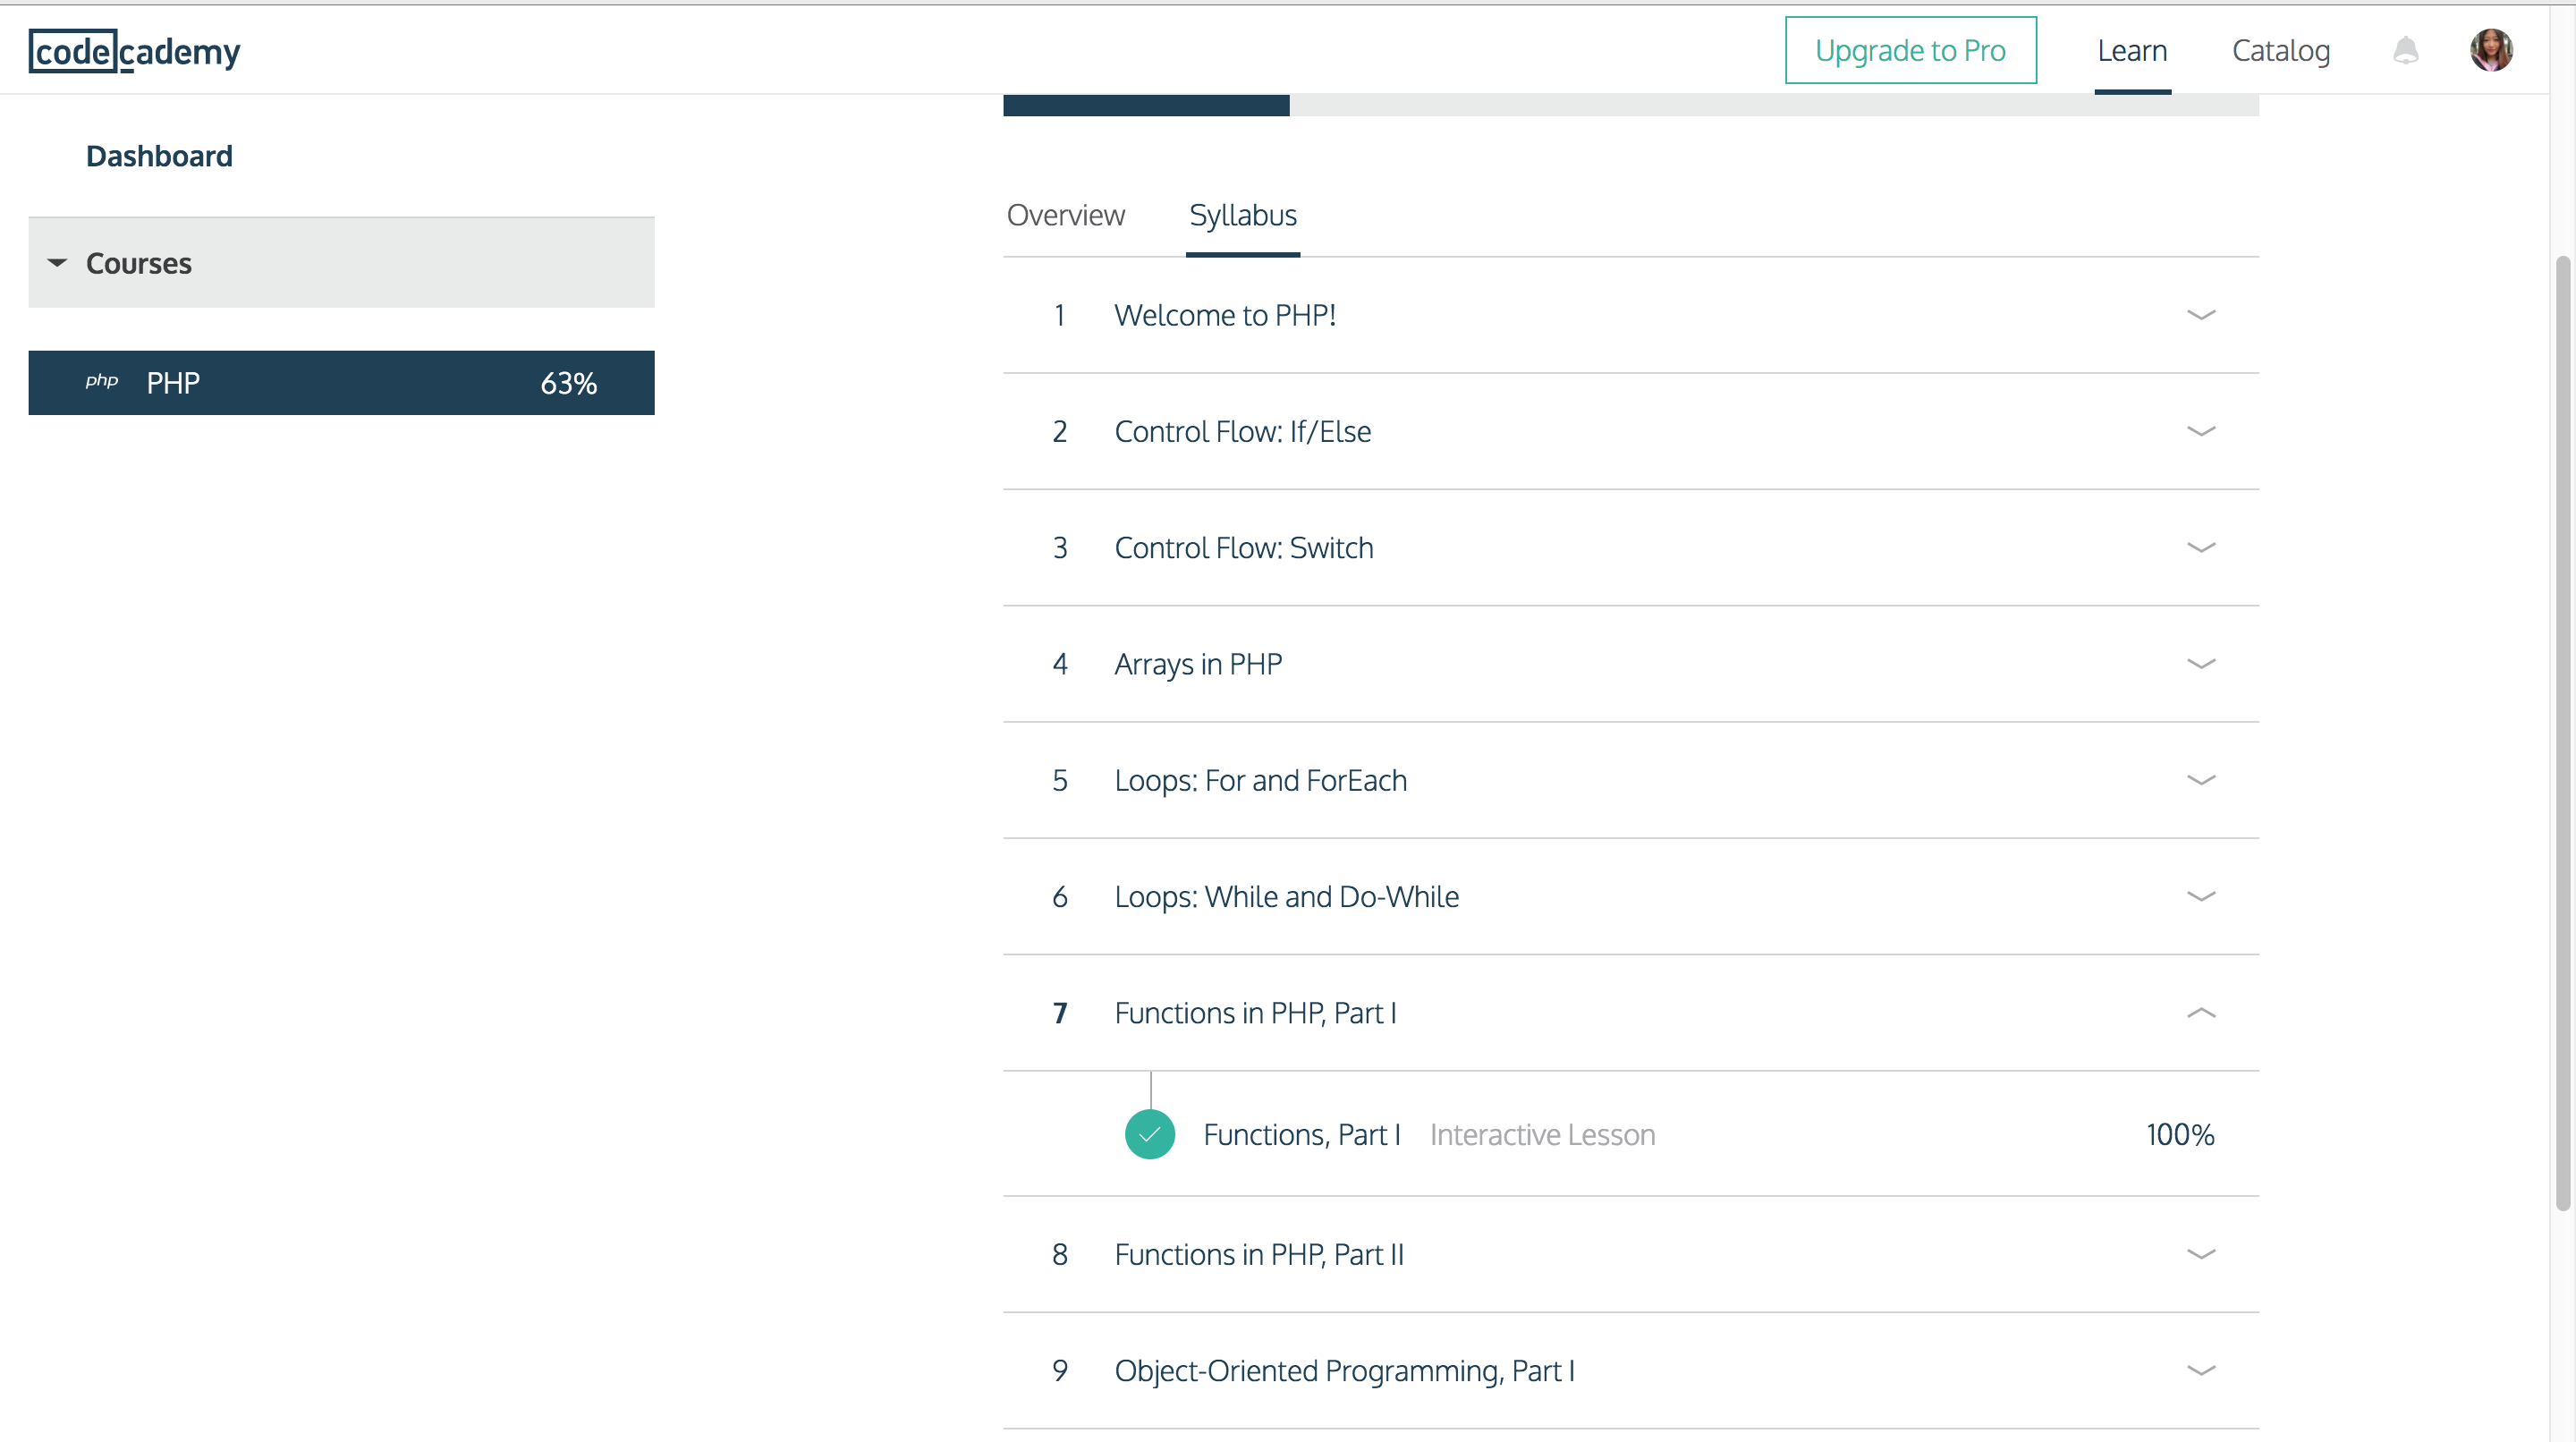 codecademy
Upgrade to Pro
Learn
Catalog
Dashboard
Courses
php PHP 63%
Overview
Syllabus
1 Welcome to PHP!
2 Control Flow: If/Else
3 Control Flow: Switch
4 Arrays in PHP
5 Loops: For and ForEach
6 Loops: While and Do-While
7 Functions in PHP, Part I
Functions, Part I Interactive Lesson 100%
8 Functions in PHP, Part II
9 Object-Oriented Programming, Part I